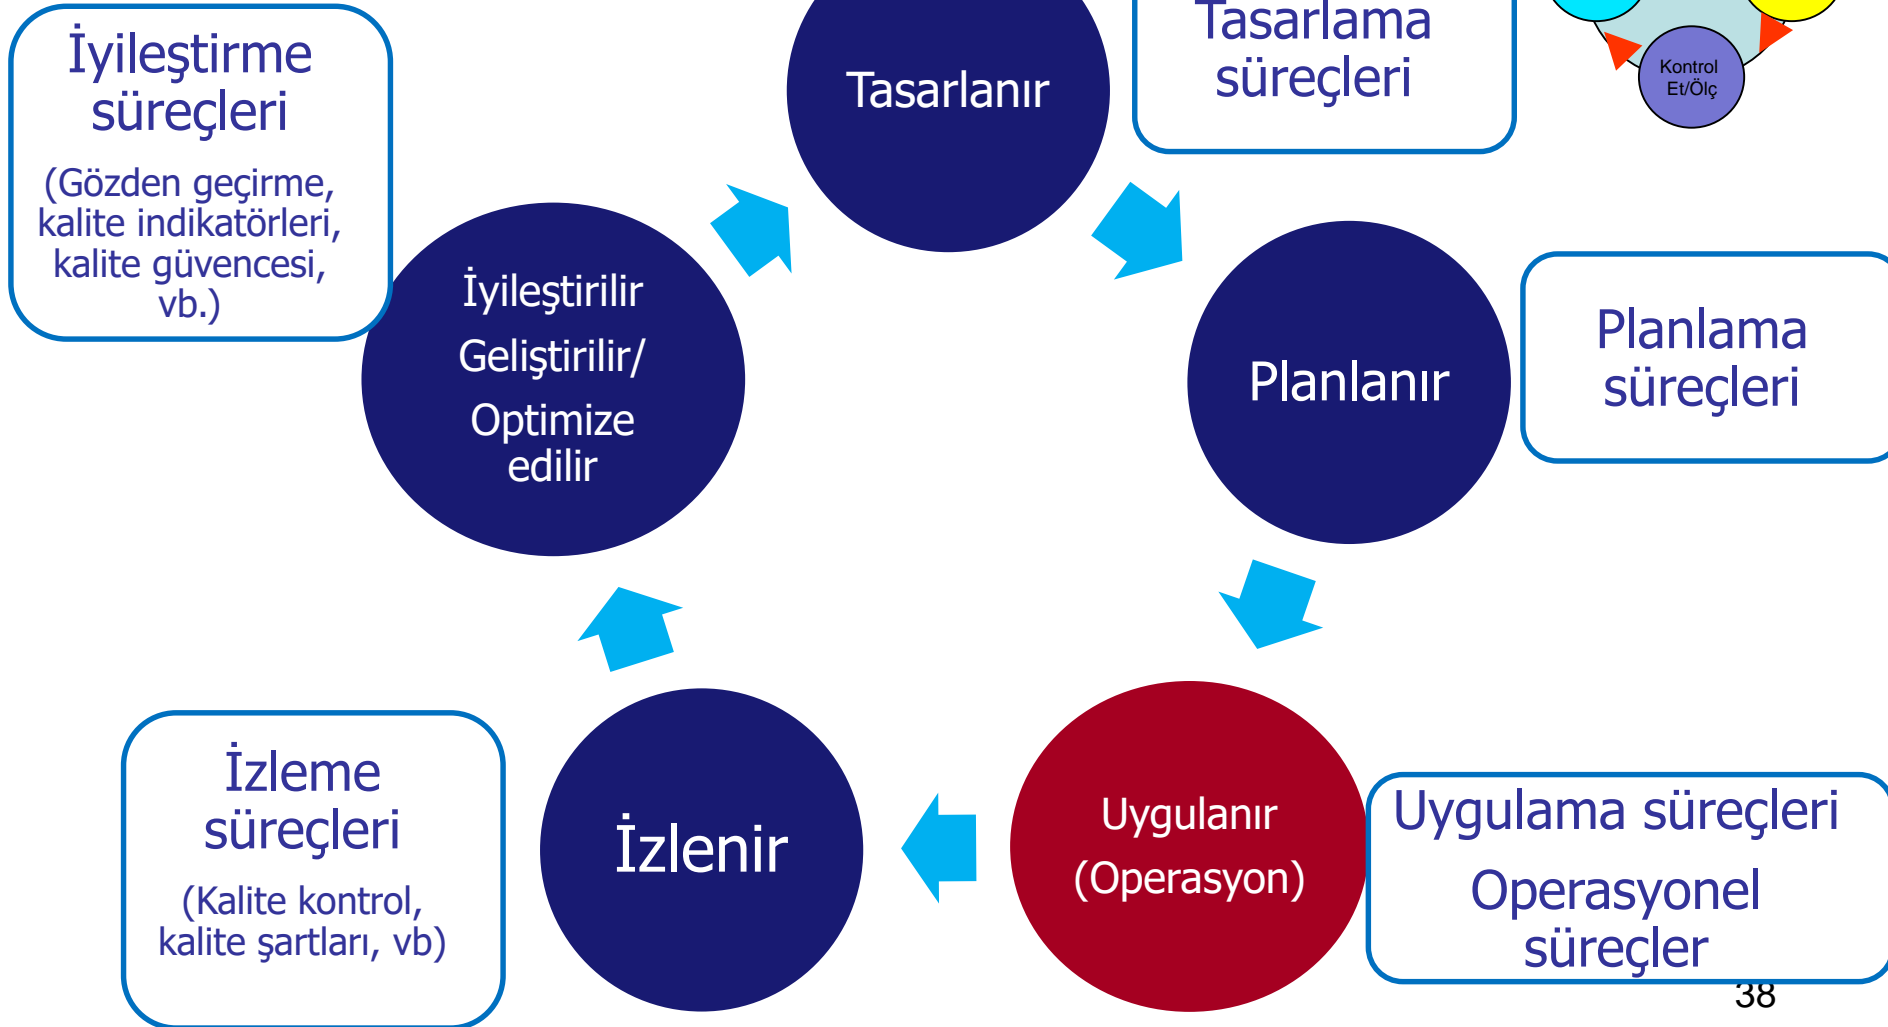 İyileştirme
süreçleri
(Gözden geçirme,
kalite indikatörleri,
kalite güvencesi,
vb.)
Tasarlanır
Tasarlama
süreçleri
Kontrol
Et/Ölç
İyileştirilir
Geliştirilir/
Optimize
edilir
Planlanır
Planlama
süreçleri
İzleme
süreçleri
(Kalite kontrol,
kalite şartları, vb)
İzlenir
Uygulanır
(Operasyon)
Uygulama süreçleri
Operasyonel
süreçler
38